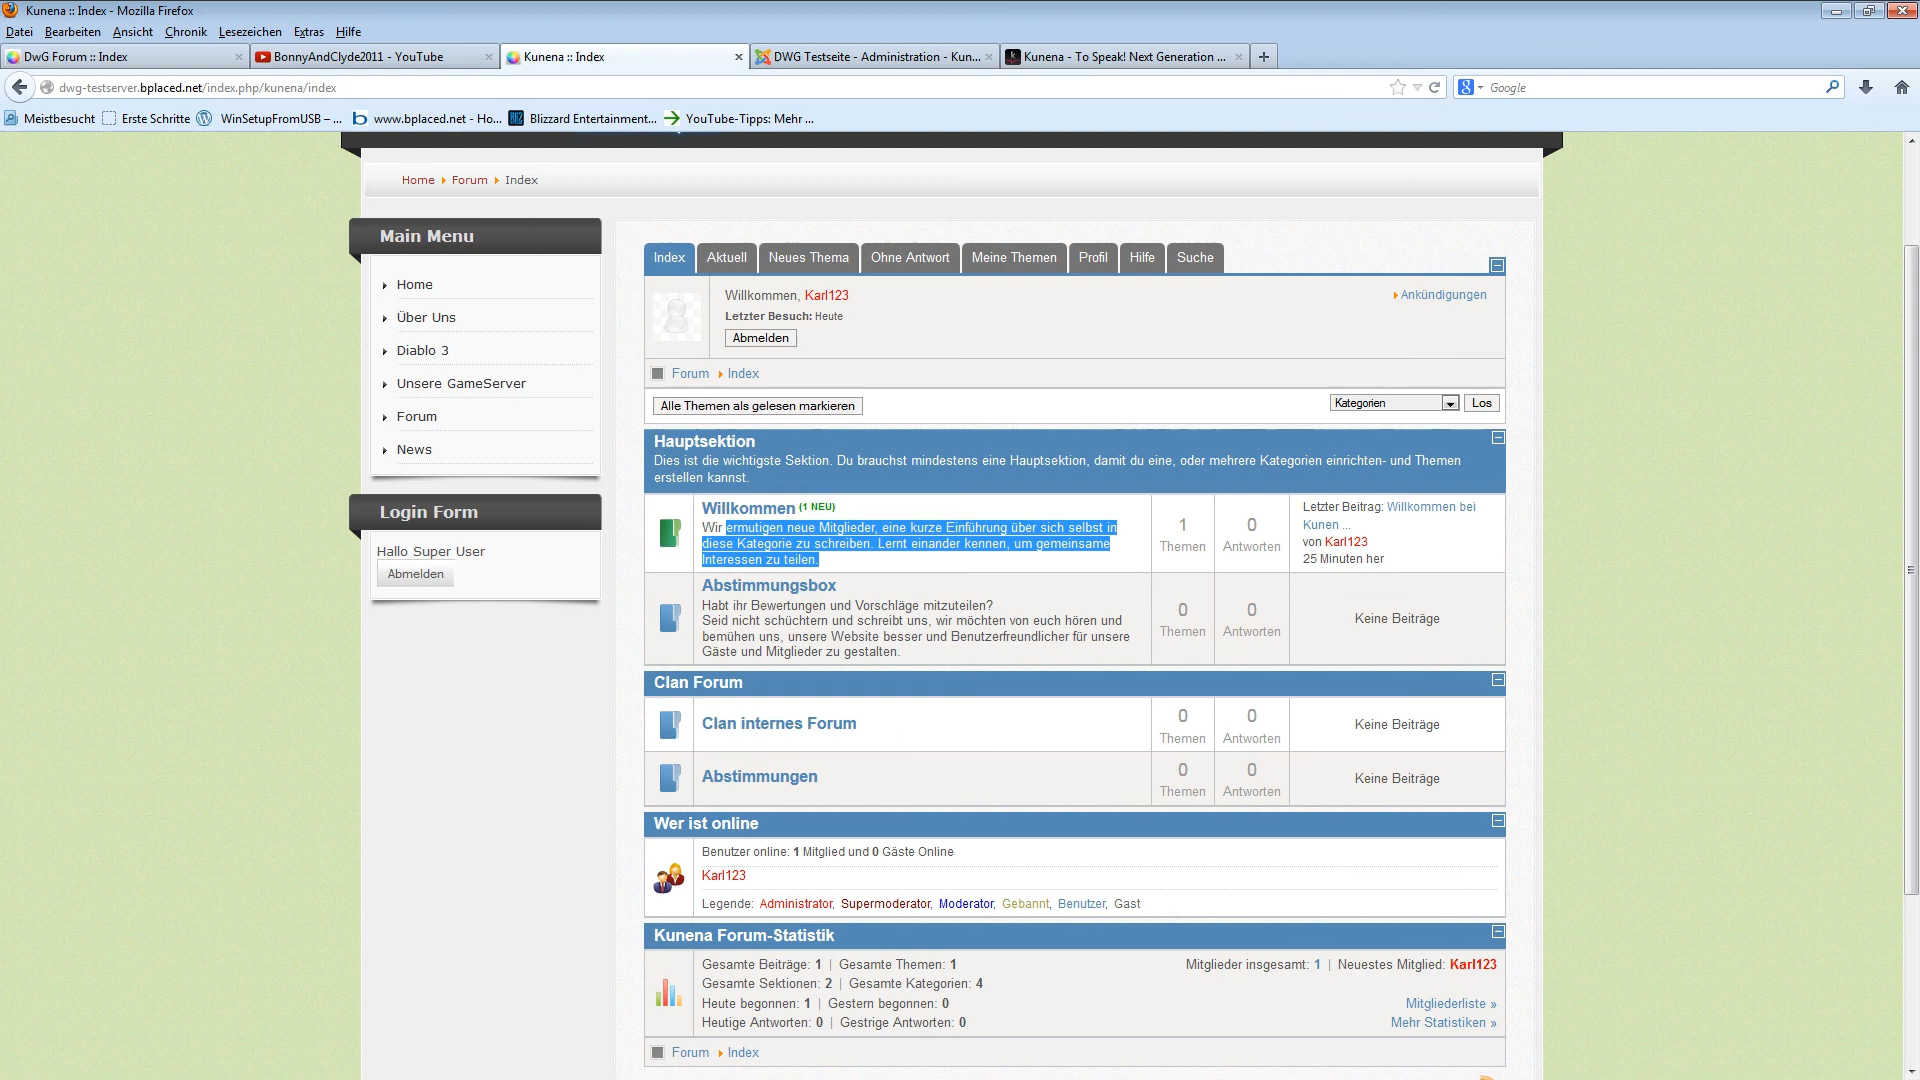 Kunena :: Index - Mozilla Firefox
Datei Bearbeiten Ansicht Chronik Lesezeichen Extras Hilfe
DwG Forum :: Index
BonnyAndClyde2011 - YouTube
Kunena :: Index
DWG Testseite - Administration - Kun...
Kunena - To Speak! Next Generation ...
dwg-testserver.bplaced.net/index.php/kunena/index
Google
Meistbesucht Erste Schritte WinSetupFromUSB – ... www.bplaced.net - Ho... Blizzard Entertainment... YouTube-Tipps: Mehr ...
Home Forum Index
Main Menu
Home
Über Uns
Diablo 3
Unsere GameServer
Forum
News
Login Form
Hallo Super User
Abmelden
Index Aktuell Neues Thema Ohne Antwort Meine Themen Profil Hilfe Suche
Willkommen, Karl123
Letzter Besuch: Heute
Abmelden
Ankündigungen
Forum Index
Alle Themen als gelesen markieren
Kategorien Los
Hauptsektion
Dies ist die wichtigste Sektion. Du brauchst mindestens eine Hauptsektion, damit du eine, oder mehrere Kategorien einrichten- und Themen
erstellen kannst.
Willkommen (1 NEU)
Wir ermutigen neue Mitglieder, eine kurze Einführung über sich selbst in
diese Kategorie zu schreiben. Lernt einander kennen, um gemeinsame
Interessen zu teilen.
1
Themen
0
Antworten
Letzter Beitrag: Willkommen bei
Kunen ...
von Karl123
25 Minuten her
Abstimmungsbox
Habt ihr Bewertungen und Vorschläge mitzuteilen?
Seid nicht schüchtern und schreibt uns, wir möchten von euch hören und
bemühen uns, unsere Website besser und Benutzerfreundlicher für unsere
Gäste und Mitglieder zu gestalten.
0
Themen
0
Antworten
Keine Beiträge
Clan Forum
Clan internes Forum
0
Themen
0
Antworten
Keine Beiträge
Abstimmungen
0
Themen
0
Antworten
Keine Beiträge
Wer ist online
Benutzer online: 1 Mitglied und 0 Gäste Online
Karl123
Legende: Administrator, Supermoderator, Moderator, Gebannt, Benutzer, Gast
Kunena Forum-Statistik
Gesamte Beiträge: 1 | Gesamte Themen: 1
Gesamte Sektionen: 2 | Gesamte Kategorien: 4
Heute begonnen: 1 | Gestern begonnen: 0
Heutige Antworten: 0 | Gestrige Antworten: 0
Mitglieder insgesamt: 1 | Neuestes Mitglied: Karl123
Mitgliederliste »
Mehr Statistiken »
Forum Index